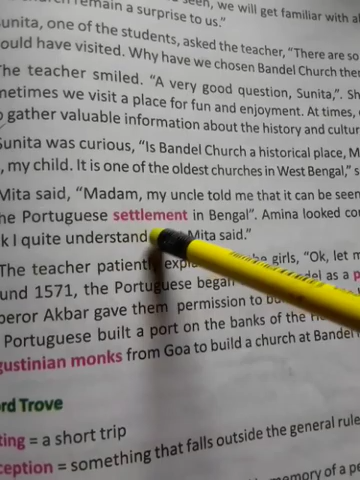 remain a surprise to us."
seen, we will get familiar with
unita, one of the students, asked the teacher, "There are so
ould have visited. Why have we chosen Bandel Church
The teacher smiled. "A very good question, Sunita,".
metimes we visit a place for fun and enjoyment. At times,
gather valuable information about the history and
Sunita was curious, "Is Bandel Church a historical place, M
, my child. It is one of the oldest churches in West Bengal,"
Mita said, "Madam, my uncle told me that it can be seen
he Portuguese settlement in Bengal". Amina looked
k I quite understand Mita said."
The teacher patiently girls, "Ok, let m
und 1571, the Portuguese began as a
peror Akbar gave them permission to
Portuguese built a port on the banks of the
gustinian monks from Goa to build a church at Bandel
rd Trove
ting = a short trip
ception = something that falls outside the general rule
memory of a